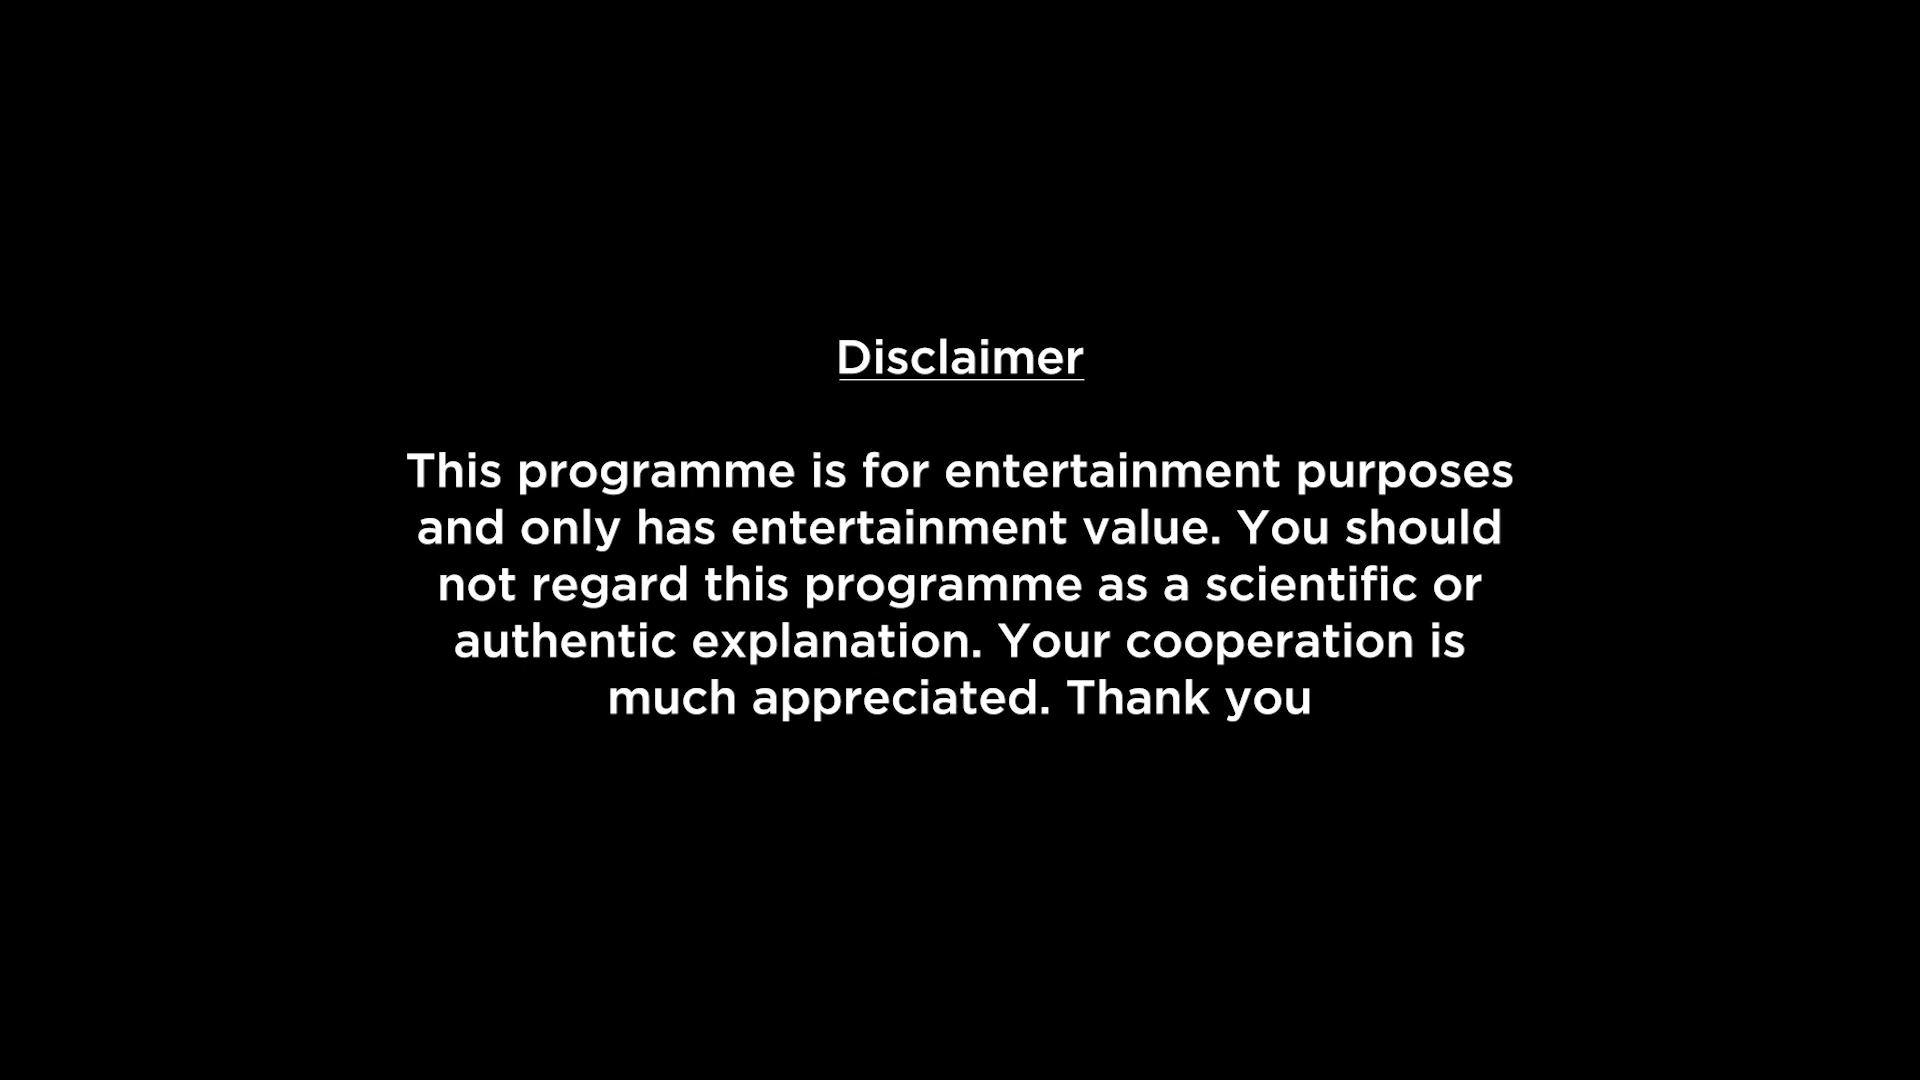 Disclaimer
This programme is for entertainment purposes
and only has entertainment value. You should
not regard this programme as a scientific or
authentic explanation. Your cooperation is
much appreciated. Thank you